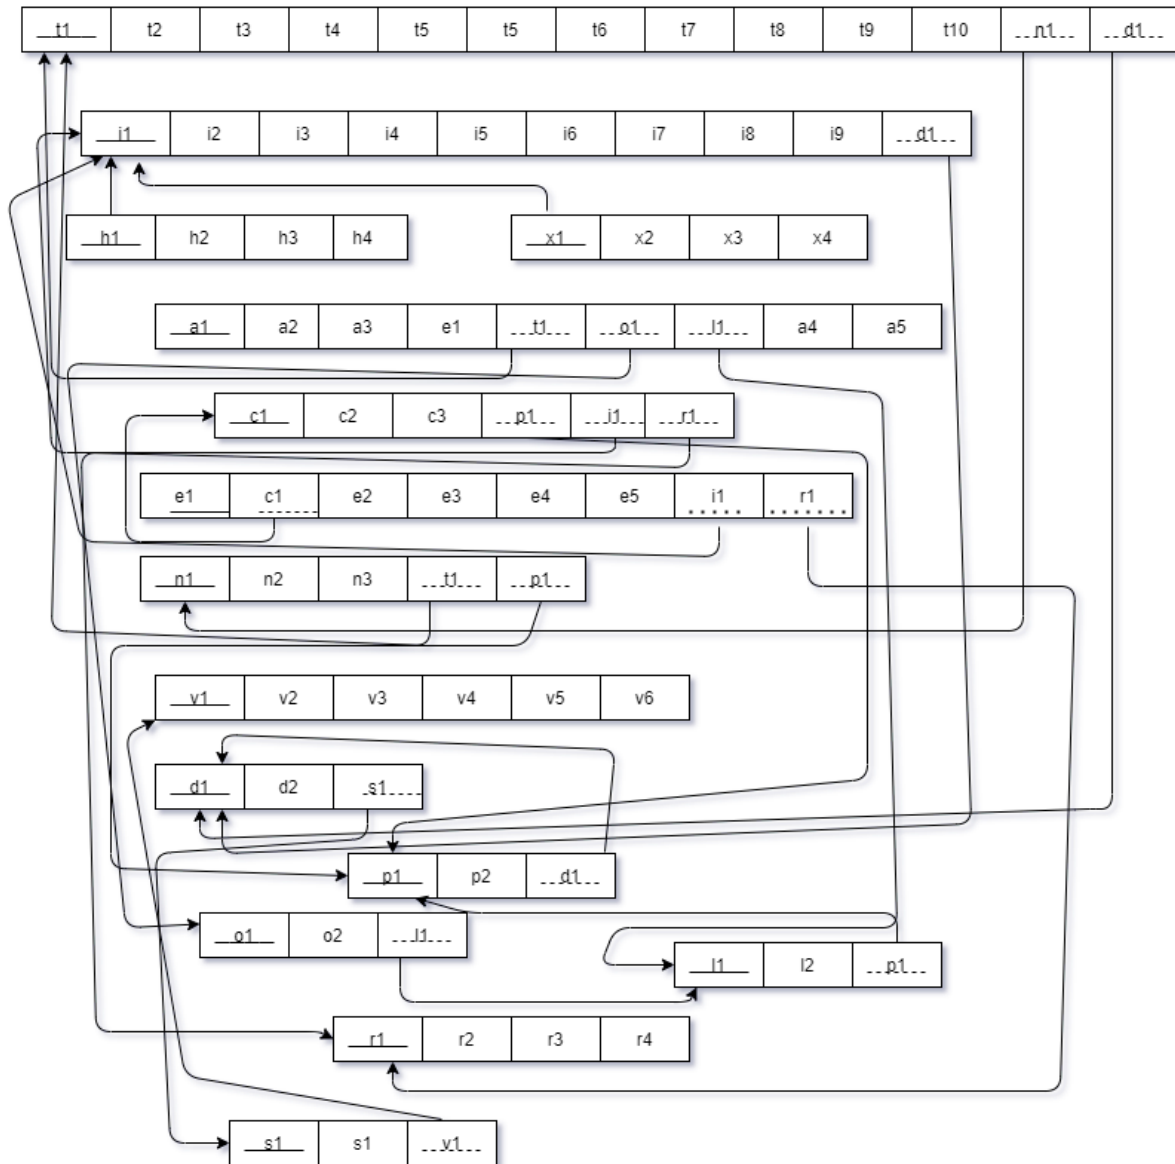 t1 t2 t3 t4 t5 t5 t6 t7 t8 t9 t10 n1 d1
i1 i2 i3 i4 i5 i6 i7 i8 i9 d1
h1 h2 h3 h4 x1 x2 x3 x4
a1 a2 a3 e1 t1 o1 l1 a4 a5
c1 c2 c3 p1 i1 r1
e1 c1 e2 e3 e4 e5 i1 r1
n1 n2 n3 t1 p1
v1 v2 v3 v4 v5 v6
d1 d2 s1
p1 p2 d1
o1 o2 l1
l1 l2 p1
r1 r2 r3 r4
s1 s1 v1